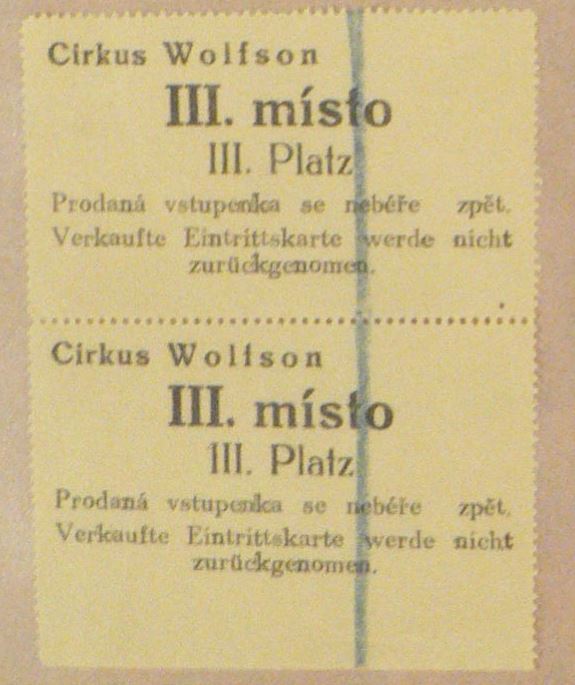 Cirkus Wolfson
III. místo
III. Platz
Prodaná vstupenka se nebéře zpět.
Verkaufte Eintrittskarte werde nicht
zurückgenomen.
Cirkus Wolfson
III. místo
III. Platz
Prodaná vstupenka se nebéře zpět.
Verkaufte Eintrittskarte werde nicht
zurückgenomen.